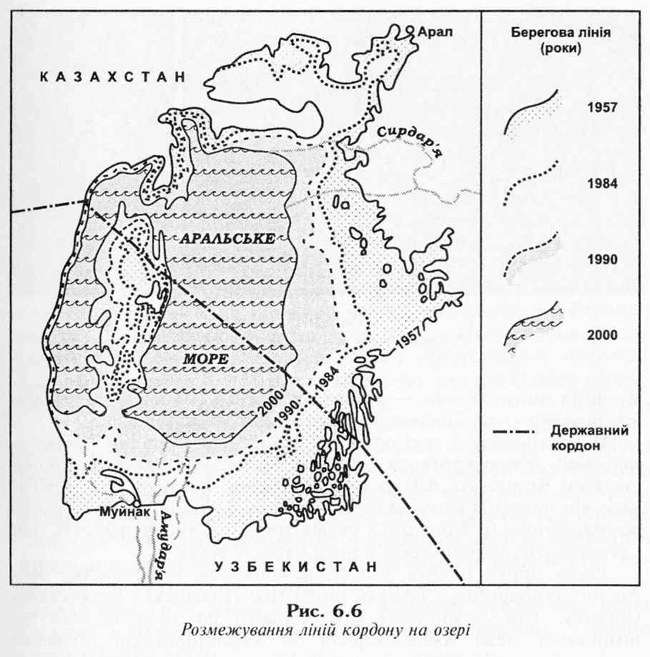 Арал
КАЗАХСТАН
Сирдар'я
АРАЛЬСЬКЕ
МОРЕ
1957
1984
1990
2000
Муйнак
Амудар'я
УЗБЕКИСТАН
Берегова лінія
(роки)
1957
1984
1990
2000
Державний
кордон
Рис. 6.6
Розмежування ліній кордону на озері